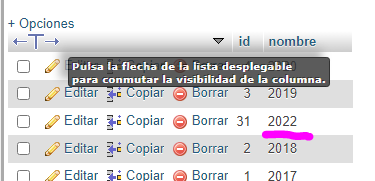 + Opciones
id nombre
Pulsa la flecha de la lista desplegable
para conmutar la visibilidad de la columna.
Editar Copiar Borrar 3 2019
Editar Copiar Borrar 31 2022
Editar Copiar Borrar 2 2018
Editar Copiar Borrar 1 2017